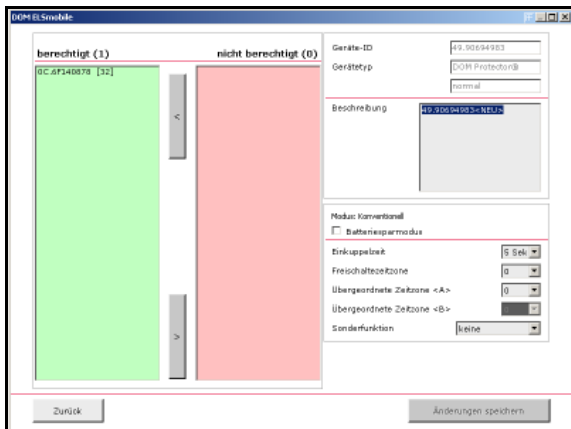 DOM ELSmobile
berechtigt (1)
nicht berechtigt (0)
0C.6F140878 [32]
<
>
Geräte-ID
49.90694983
Gerätetyp
DOM Protector®
normal
Beschreibung
49.90694983<NEU>
Modus: Konventionell
Batteriesparmodus
Einkuppelzeit
5 Sek
Freischaltezeitzone
0
Übergeordnete Zeitzone <A>
0
Übergeordnete Zeitzone <B>
Sonderfunktion
keine
Zurück
Änderungen speichern